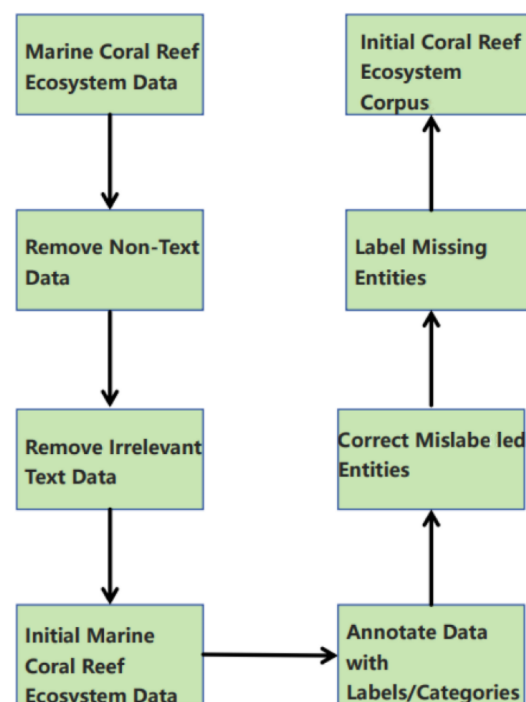 Marine Coral Reef
Ecosystem Data
Remove Non-Text
Data
Remove Irrelevant
Text Data
Initial Marine
Coral Reef
Ecosystem Data
Annotate Data
with
Labels/Categories
Correct Mislabe led
Entities
Label Missing
Entities
Initial Coral Reef
Ecosystem
Corpus